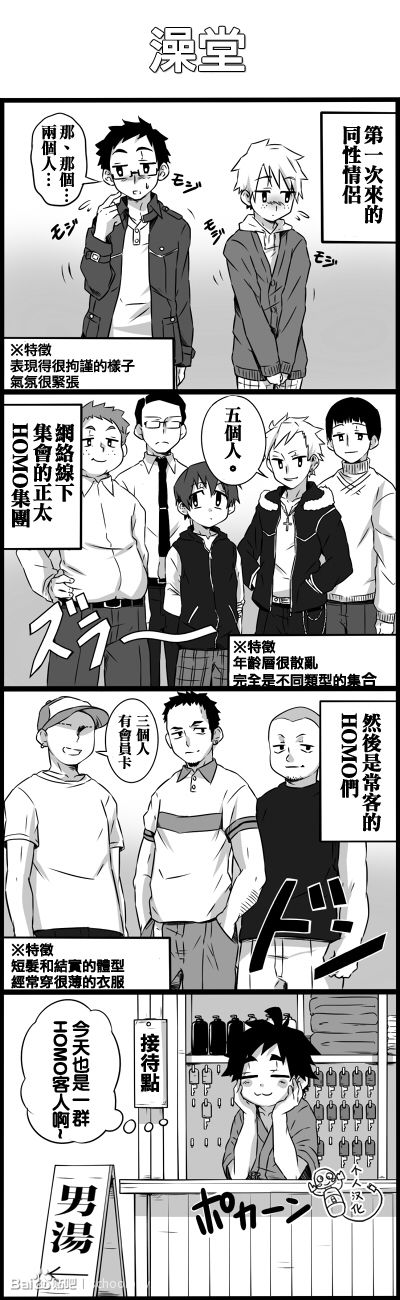 澡堂
第一次來的
同性情侶
那、那個…
兩個人…
モジ
モジ
モジ
モジ
※特徵
表現得很拘謹的樣子
氣氛很緊張
五個人。
網絡線下
集會的正太
HOMO集團
ズラ～
※特徵
年齡層很散亂
完全是不同類型的集合
然後是常客的
HOMO們
三個人
有會員卡
ドドン
※特徵
短髮和結實的體型
經常穿很薄的衣服
接待點
今天也是一群
HOMO客人啊~
个人汉化
ポカーン
男湯
←
Bai 贴吧